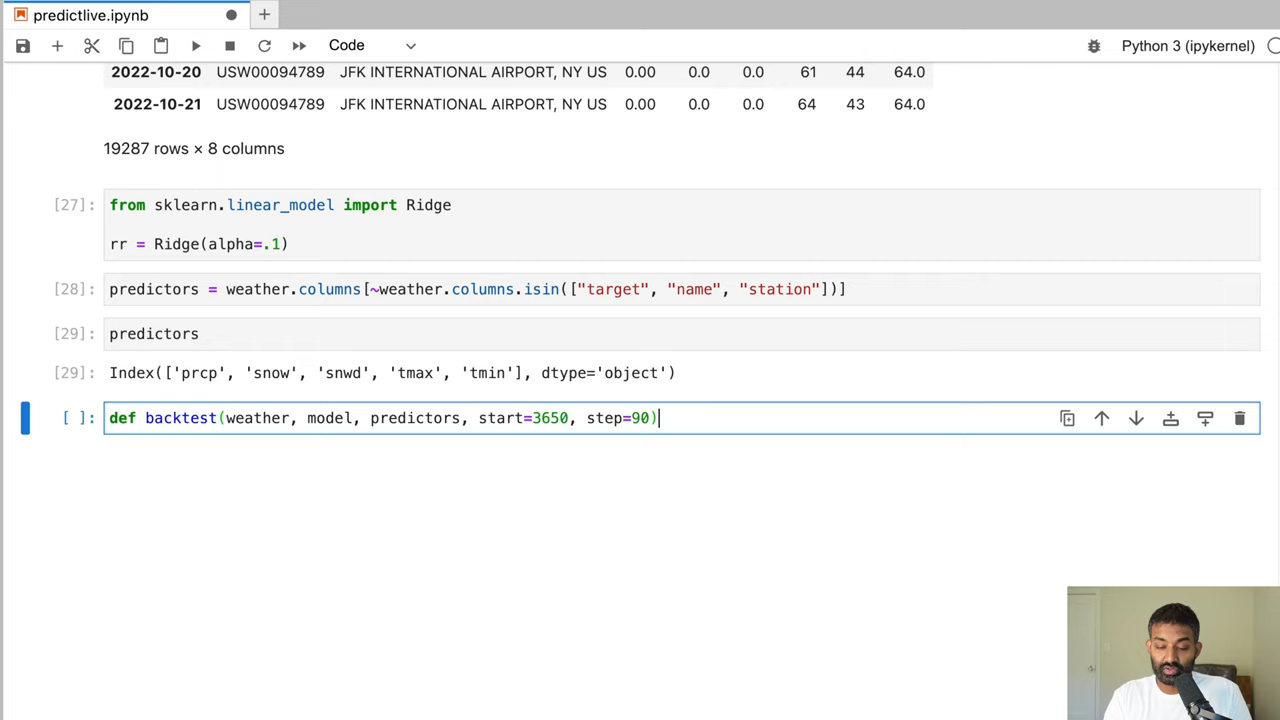 predictlive.ipynb
Code
Python 3 (ipykernel)
2022-10-20 USW00094789 JFK INTERNATIONAL AIRPORT, NY US 0.00 0.0 0.0 61 44 64.0
2022-10-21 USW00094789 JFK INTERNATIONAL AIRPORT, NY US 0.00 0.0 0.0 64 43 64.0
19287 rows × 8 columns
[27]: from sklearn.linear_model import Ridge
rr = Ridge(alpha=.1)
[28]: predictors = weather.columns[~weather.columns.isin(["target", "name", "station"])]
[29]: predictors
[29]: Index(['prcp', 'snow', 'snwd', 'tmax', 'tmin'], dtype='object')
[ ]: def backtest(weather, model, predictors, start=3650, step=90)